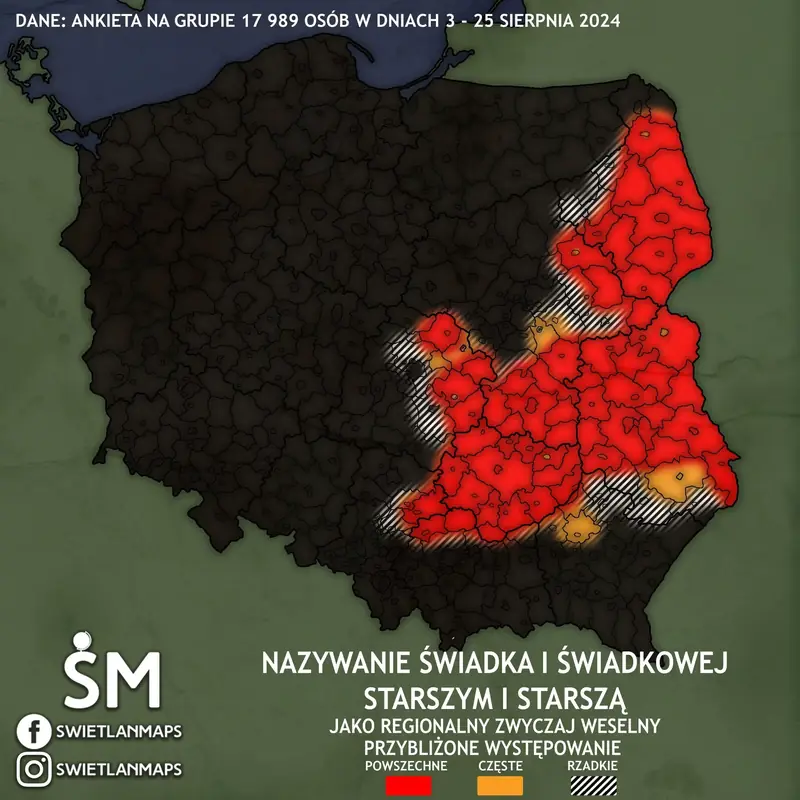 DANE: ANKIETA NA GRUPIE 17 989 OSÓB W DNIACH 3 - 25 SIERPNIA 2024
ŚM
SWIETLANMAPS
SWIETLANMAPS
NAZYWANIE ŚWIADKA I ŚWIADKOWEJ
STARSZYM I STARSZĄ
JAKO REGIONALNY ZWYCZAJ WESELNY
PRZYBLIŻONE WYSTĘPOWANIE
POWSZECHNE CZĘSTE RZADKIE